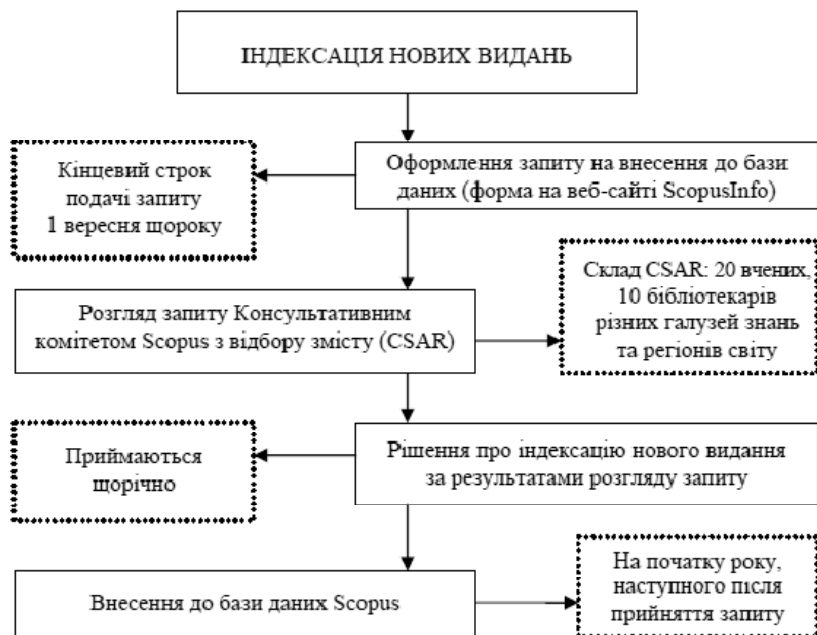 ІНДЕКСАЦІЯ НОВИХ ВИДАНЬ
Кінцевий строк
подачі запиту
1 вересня щороку
Оформлення запиту на внесення до бази
даних (форма на веб-сайті ScopusInfo)
Розгляд запиту Консультативним
комітетом Scopus з відбору змісту (CSAR)
Склад CSAR: 20 вчених,
10 бібліотекарів
різних галузей знань
та регіонів світу
Приймаються
щорічно
Рішення про індексацію нового видання
за результатами розгляду запиту
Внесення до бази даних Scopus
На початку року,
наступного після
прийняття запиту